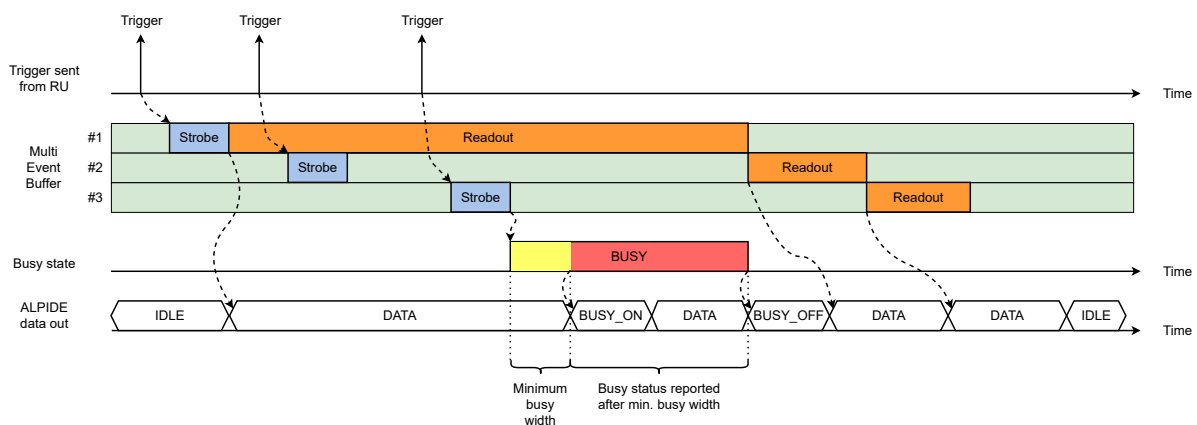 Trigger
Trigger
Trigger
Trigger sent
from RU
Time
Multi
Event
Buffer
#1
Strobe
Readout
#2
Strobe
Readout
#3
Strobe
Readout
Busy state
BUSY
Time
ALPIDE
data out
IDLE
DATA
BUSY_ON
DATA
BUSY_OFF
DATA
DATA
IDLE
Time
Minimum
busy
width
Busy status reported
after min. busy width